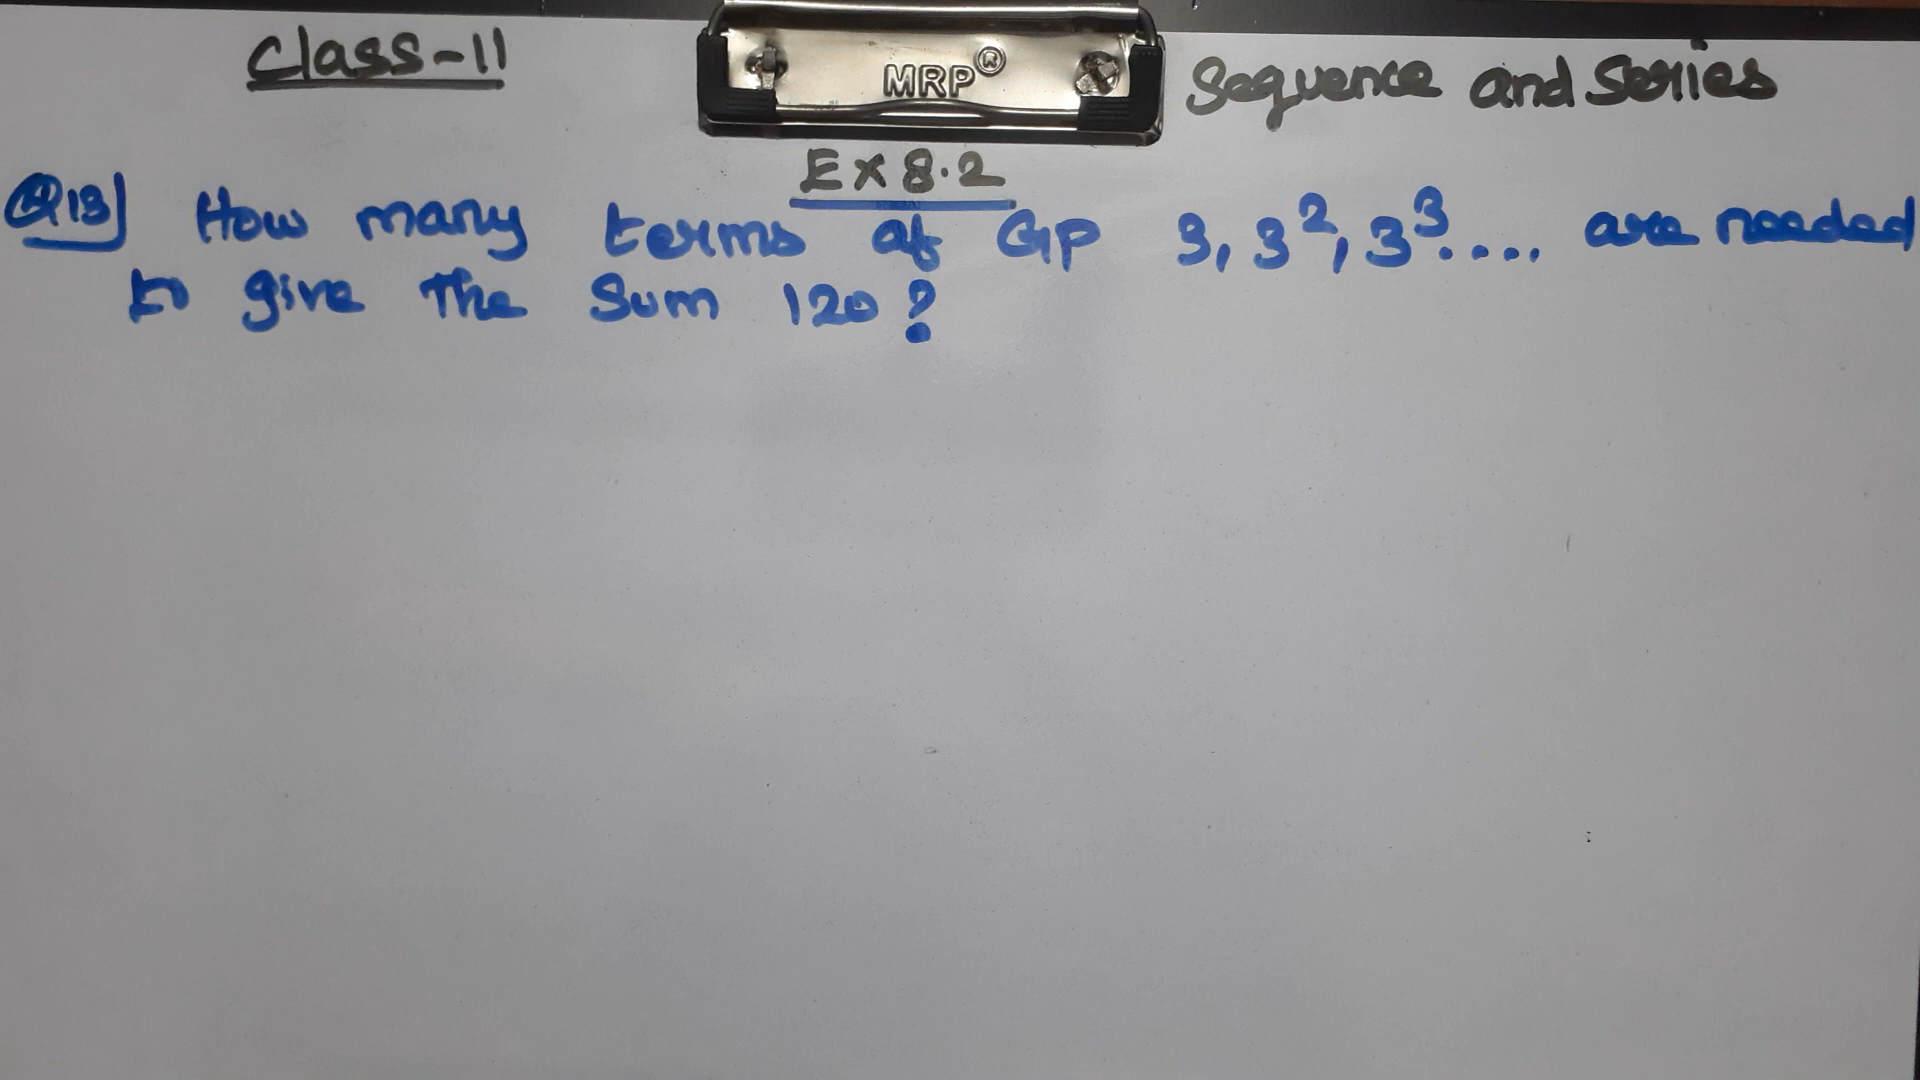 Class-11
MRP®
Sequence and Series
Ex 8.2
Q13) How many terms of GP 3, 3², 3³.... are needed
to give the Sum 120?